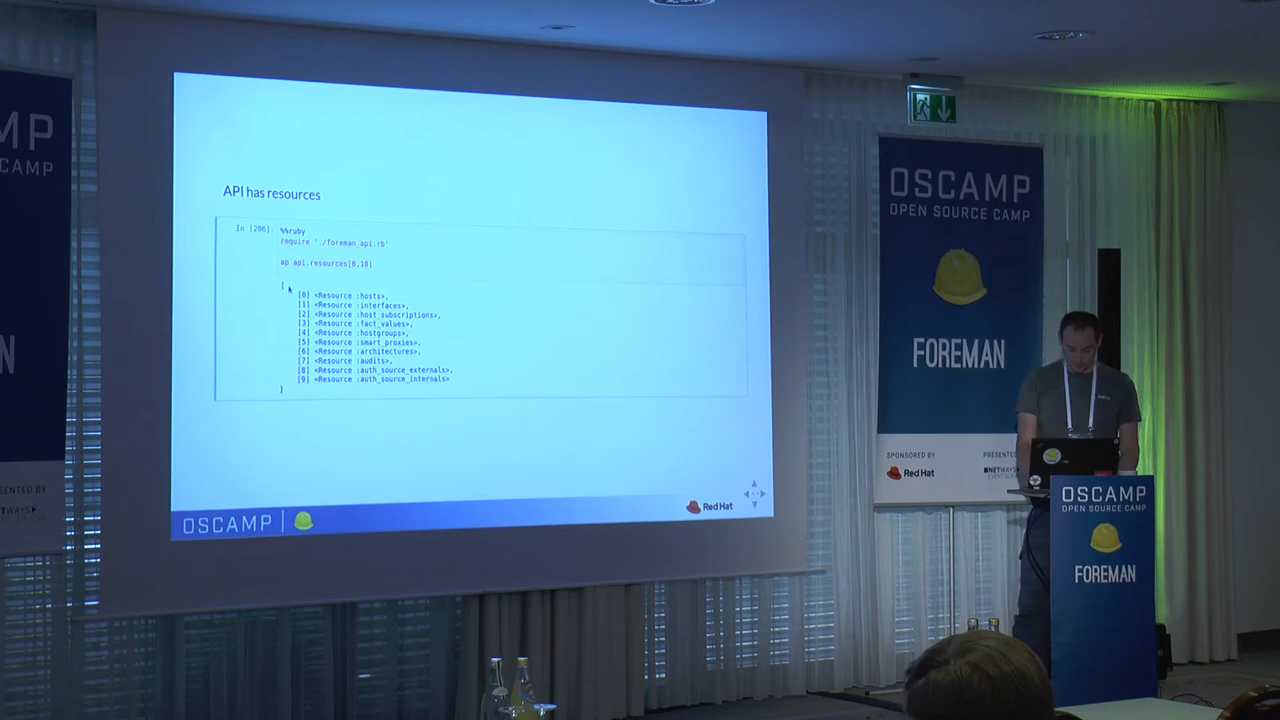 MP
CAMP
N
SENTED BY
TWAYS
API has resources
In [206]: %%ruby
require './foreman_api.rb'
ap api.resources[0,10]
[
[0] <Resource :hosts>,
[1] <Resource :interfaces>,
[2] <Resource :host_subscriptions>,
[3] <Resource :fact_values>,
[4] <Resource :hostgroups>,
[5] <Resource :smart_proxies>,
[6] <Resource :architectures>,
[7] <Resource :audits>,
[8] <Resource :auth_source_externals>,
[9] <Resource :auth_source_internals>
]
OSCAMP
Red Hat
OSCAMP
OPEN SOURCE CAMP
FOREMAN
SPONSORED BY
PRESENTE
Red Hat
NETWAYS
OSCAMP
OPEN SOURCE CAMP
FOREMAN